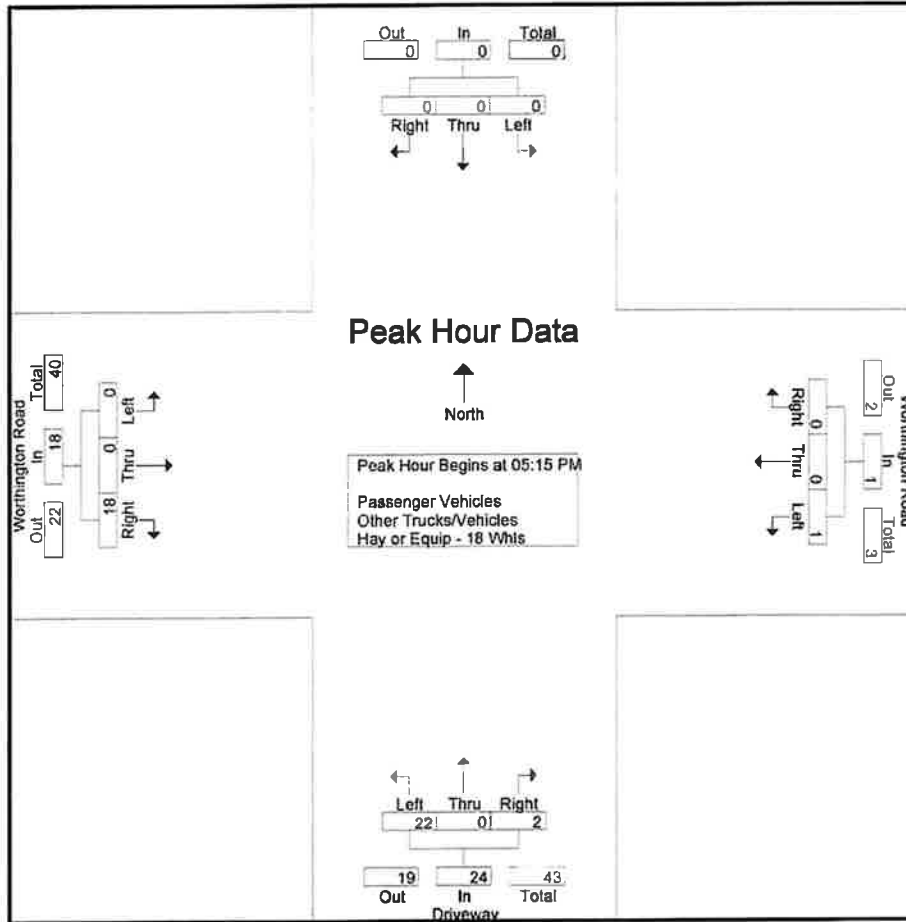 Out In Total
0 0 0
0 0 0
Right Thru Left
Peak Hour Data
North
Peak Hour Begins at 05:15 PM
Passenger Vehicles
Other Trucks/Vehicles
Hay or Equip - 18 Whls
Worthington Road
Out In Total
22 18 40
18 0 0
Right Thru Left
Worthington Road
Out In Total
2 1 3
0 0 1
Right Thru Left
Left Thru Right
22 0 2
19 24 43
Out In Total
Driveway